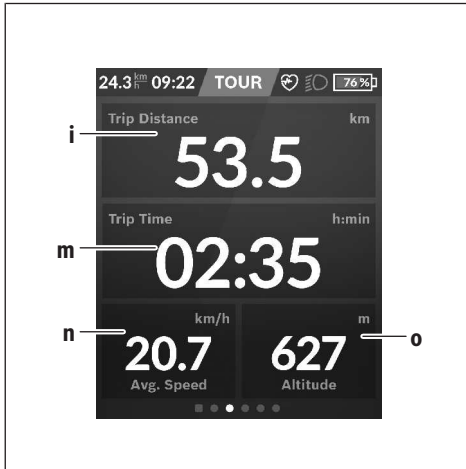 24.3 km/h 09:22 TOUR 76 %
Trip Distance km
i
53.5
Trip Time h:min
m
02:35
km/h m
n o
20.7 627
Avg. Speed Altitude